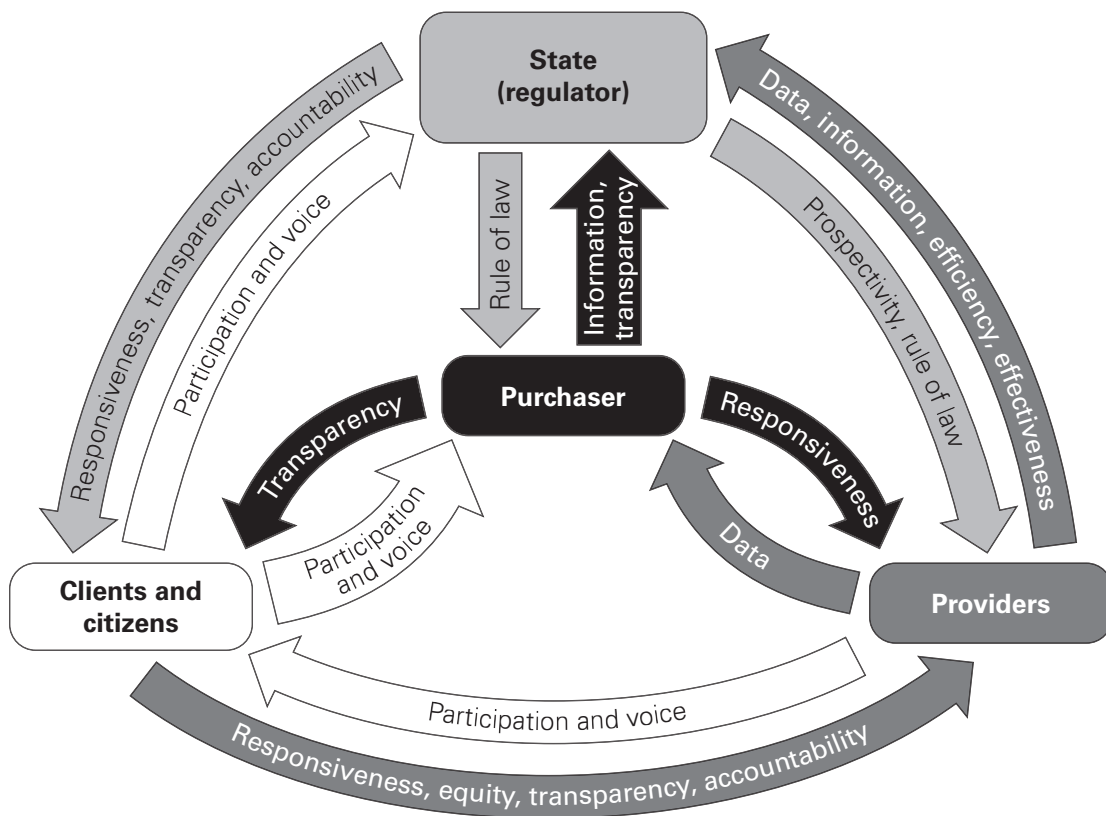 State
(regulator)
Responsiveness, transparency, accountability
Participation and voice
Rule of law
Information,
transparency
Prospectivity, rule of law
Data, information, efficiency, effectiveness
Purchaser
Transparency
Responsiveness
Participation
and voice
Data
Clients and
citizens
Providers
Participation and voice
Responsiveness, equity, transparency, accountability